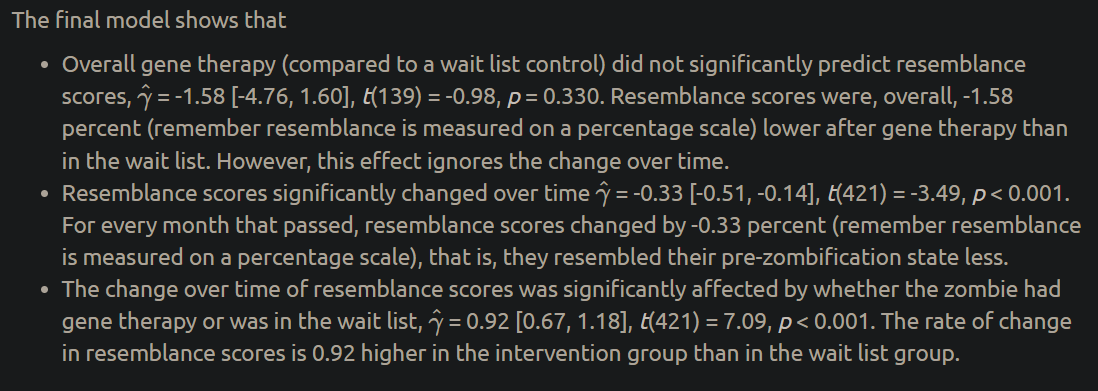 The final model shows that
• Overall gene therapy (compared to a wait list control) did not significantly predict resemblance
scores, γ̂ = -1.58 [-4.76, 1.60], t(139) = -0.98, p = 0.330. Resemblance scores were, overall, -1.58
percent (remember resemblance is measured on a percentage scale) lower after gene therapy than
in the wait list. However, this effect ignores the change over time.
• Resemblance scores significantly changed over time γ̂ = -0.33 [-0.51, -0.14], t(421) = -3.49, p < 0.001.
For every month that passed, resemblance scores changed by -0.33 percent (remember resemblance
is measured on a percentage scale), that is, they resembled their pre-zombification state less.
• The change over time of resemblance scores was significantly affected by whether the zombie had
gene therapy or was in the wait list, γ̂ = 0.92 [0.67, 1.18], t(421) = 7.09, p < 0.001. The rate of change
in resemblance scores is 0.92 higher in the intervention group than in the wait list group.